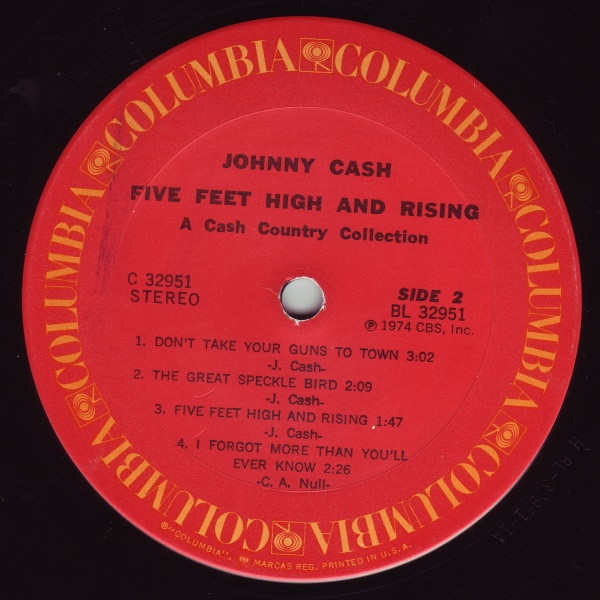 COLUMBIA COLUMBIA COLUMBIA COLUMBIA COLUMBIA COLUMBIA COLUMBIA COLUMBIA
JOHNNY CASH
FIVE FEET HIGH AND RISING
A Cash Country Collection
C 32951
STEREO
SIDE 2
BL 32951
Ⓟ 1974 CBS, Inc.
1. DON'T TAKE YOUR GUNS TO TOWN 3:02
-J. Cash-
2. THE GREAT SPECKLE BIRD 2:09
-J. Cash-
3. FIVE FEET HIGH AND RISING 1:47
-J. Cash-
4. I FORGOT MORE THAN YOU'LL
EVER KNOW 2:26
-C. A. Null-
®"COLUMBIA", MARCAS REG. PRINTED IN U.S.A.